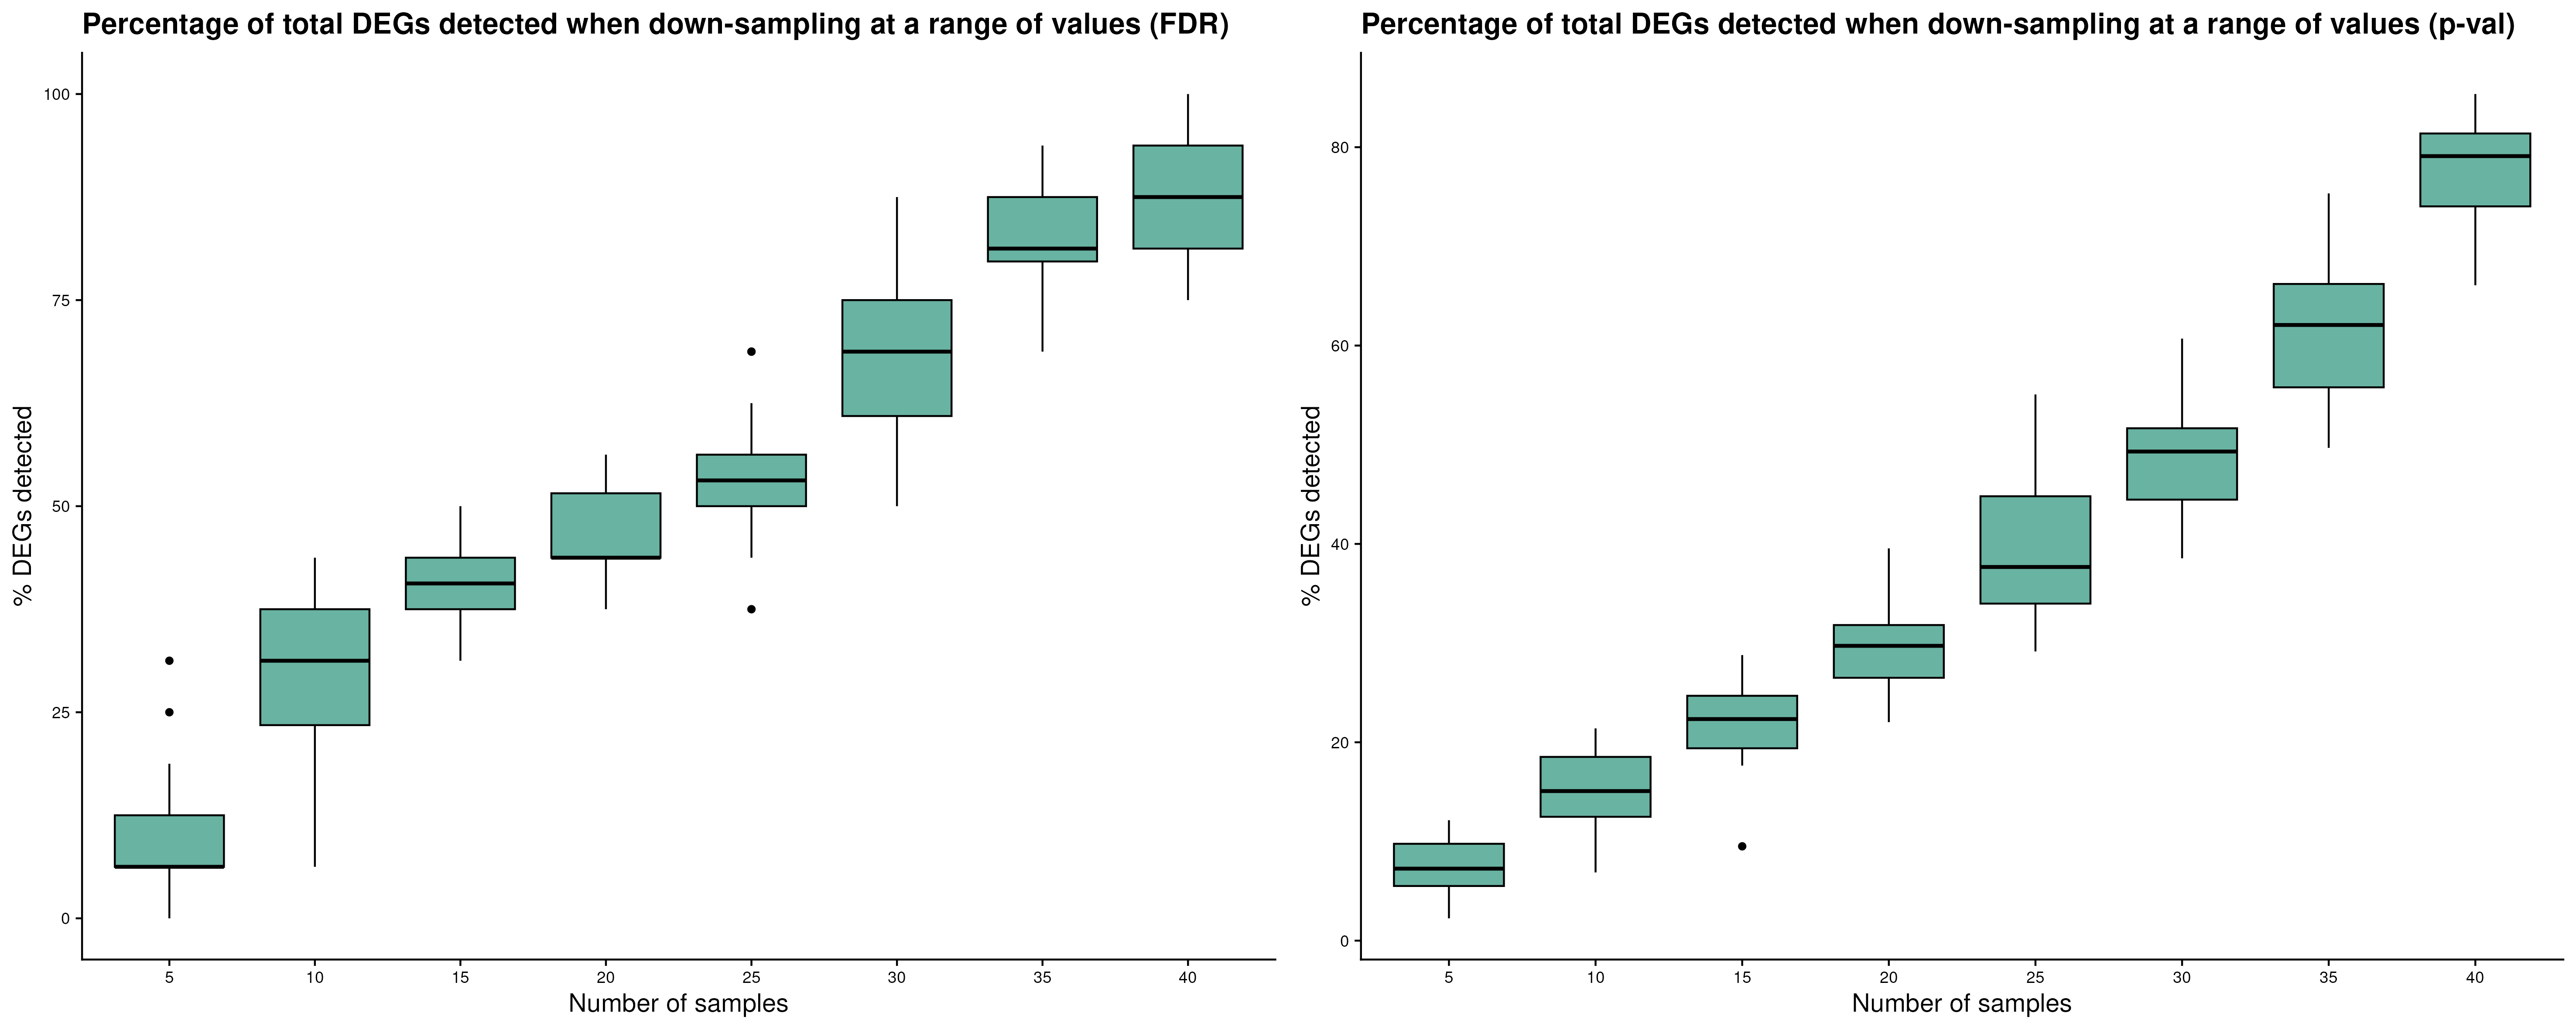 Percentage of total DEGs detected when down-sampling at a range of values (FDR)
% DEGs detected
100
75
50
25
0
5 10 15 20 25 30 35 40
Number of samples
Percentage of total DEGs detected when down-sampling at a range of values (p-val)
% DEGs detected
80
60
40
20
0
5 10 15 20 25 30 35 40
Number of samples